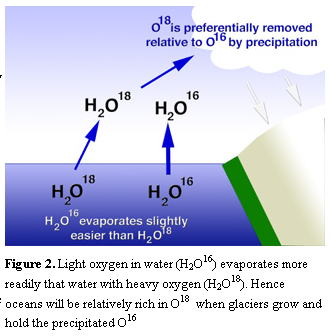 O18 is preferentially removed
relative to O16 by precipitation
H2O18
H2O16
H2O18
H2O16
H2O16 evaporates slightly
easier than H2O18
Figure 2. Light oxygen in water (H2O16) evaporates more
readily that water with heavy oxygen (H2O18). Hence
oceans will be relatively rich in O18 when glaciers grow and
hold the precipitated O16